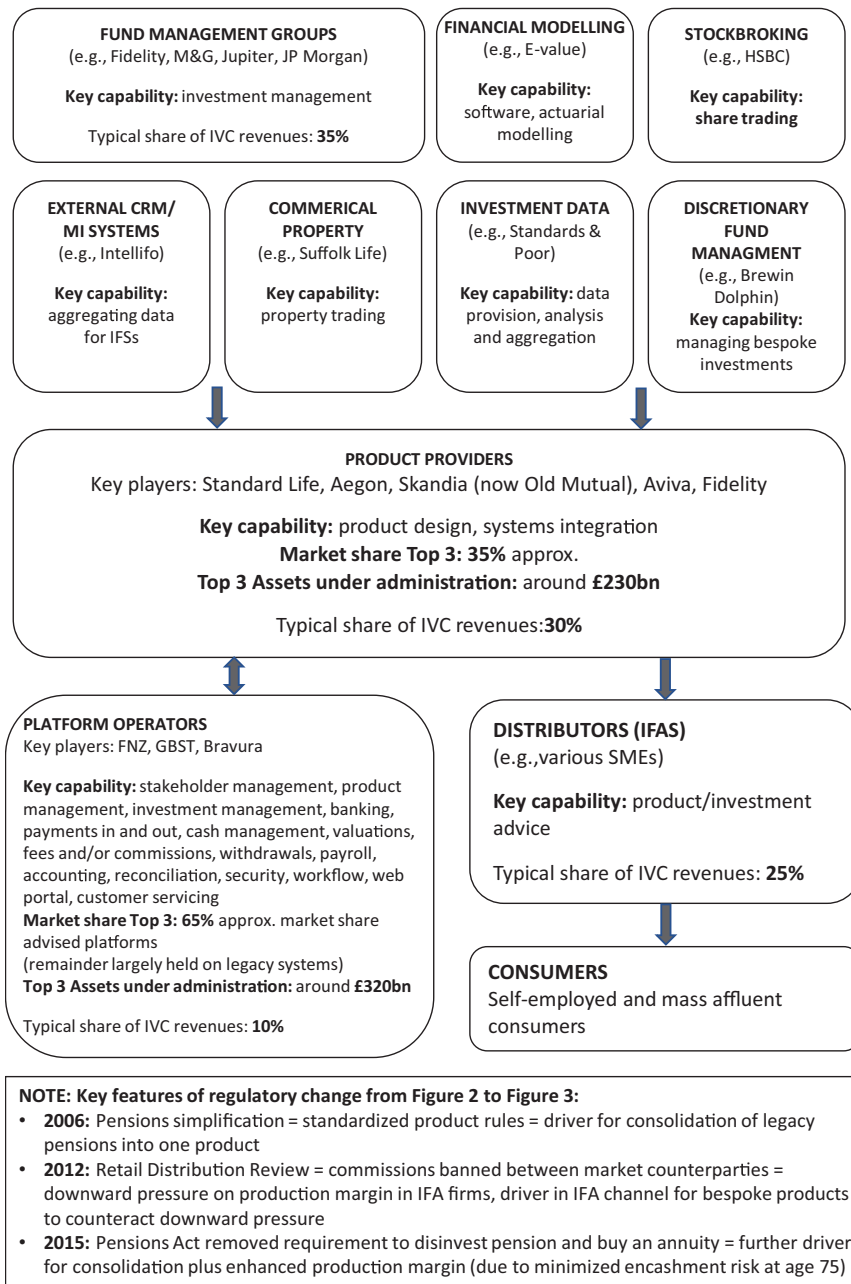 FUND MANAGEMENT GROUPS
(e.g., Fidelity, M&G, Jupiter, JP Morgan)
Key capability: investment management
Typical share of IVC revenues: 35%
FINANCIAL MODELLING
(e.g., E-value)
Key capability:
software, actuarial
modelling
STOCKBROKING
(e.g., HSBC)
Key capability:
share trading
EXTERNAL CRM/
MI SYSTEMS
(e.g., Intellifo)
Key capability:
aggregating data
for IFSs
COMMERICAL
PROPERTY
(e.g., Suffolk Life)
Key capability:
property trading
INVESTMENT DATA
(e.g., Standards &
Poor)
Key capability: data
provision, analysis
and aggregation
DISCRETIONARY
FUND
MANAGMENT
(e.g., Brewin
Dolphin)
Key capability:
managing bespoke
investments
PRODUCT PROVIDERS
Key players: Standard Life, Aegon, Skandia (now Old Mutual), Aviva, Fidelity
Key capability: product design, systems integration
Market share Top 3: 35% approx.
Top 3 Assets under administration: around £230bn
Typical share of IVC revenues:30%
PLATFORM OPERATORS
Key players: FNZ, GBST, Bravura
Key capability: stakeholder management, product
management, investment management, banking,
payments in and out, cash management, valuations,
fees and/or commissions, withdrawals, payroll,
accounting, reconciliation, security, workflow, web
portal, customer servicing
Market share Top 3: 65% approx. market share
advised platforms
(remainder largely held on legacy systems)
Top 3 Assets under administration: around £320bn
Typical share of IVC revenues: 10%
DISTRIBUTORS (IFAS)
(e.g.,various SMEs)
Key capability: product/investment
advice
Typical share of IVC revenues: 25%
CONSUMERS
Self-employed and mass affluent
consumers
NOTE: Key features of regulatory change from Figure 2 to Figure 3:
• 2006: Pensions simplification = standardized product rules = driver for consolidation of legacy
pensions into one product
• 2012: Retail Distribution Review = commissions banned between market counterparties =
downward pressure on production margin in IFA firms, driver in IFA channel for bespoke products
to counteract downward pressure
• 2015: Pensions Act removed requirement to disinvest pension and buy an annuity = further driver
for consolidation plus enhanced production margin (due to minimized encashment risk at age 75)